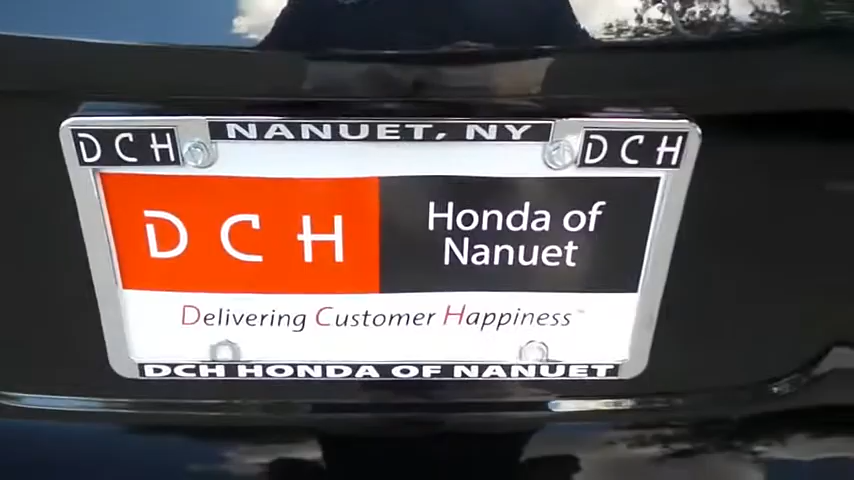 DCH NANUET, NY DCH
DCH Honda of
Nanuet
Delivering Customer Happiness™
DCH HONDA OF NANUET